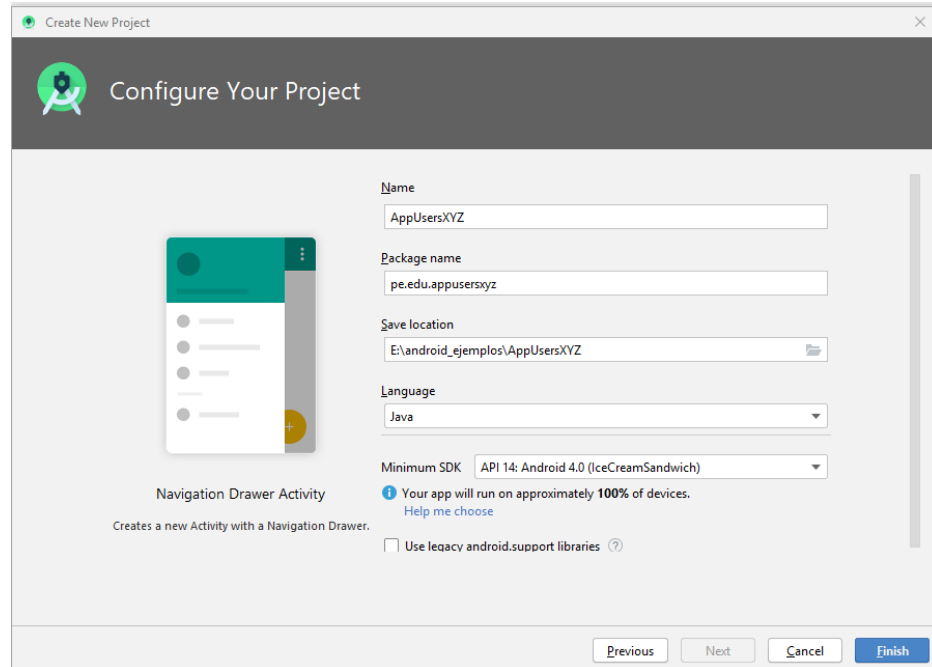 Create New Project
Configure Your Project
Name
AppUsersXYZ
Package name
pe.edu.appusersxyz
Save location
E:\android_ejemplos\AppUsersXYZ
Language
Java
Minimum SDK API 14: Android 4.0 (IceCreamSandwich)
Your app will run on approximately 100% of devices.
Help me choose
Use legacy android.support libraries
Navigation Drawer Activity
Creates a new Activity with a Navigation Drawer.
Previous Next Cancel Finish